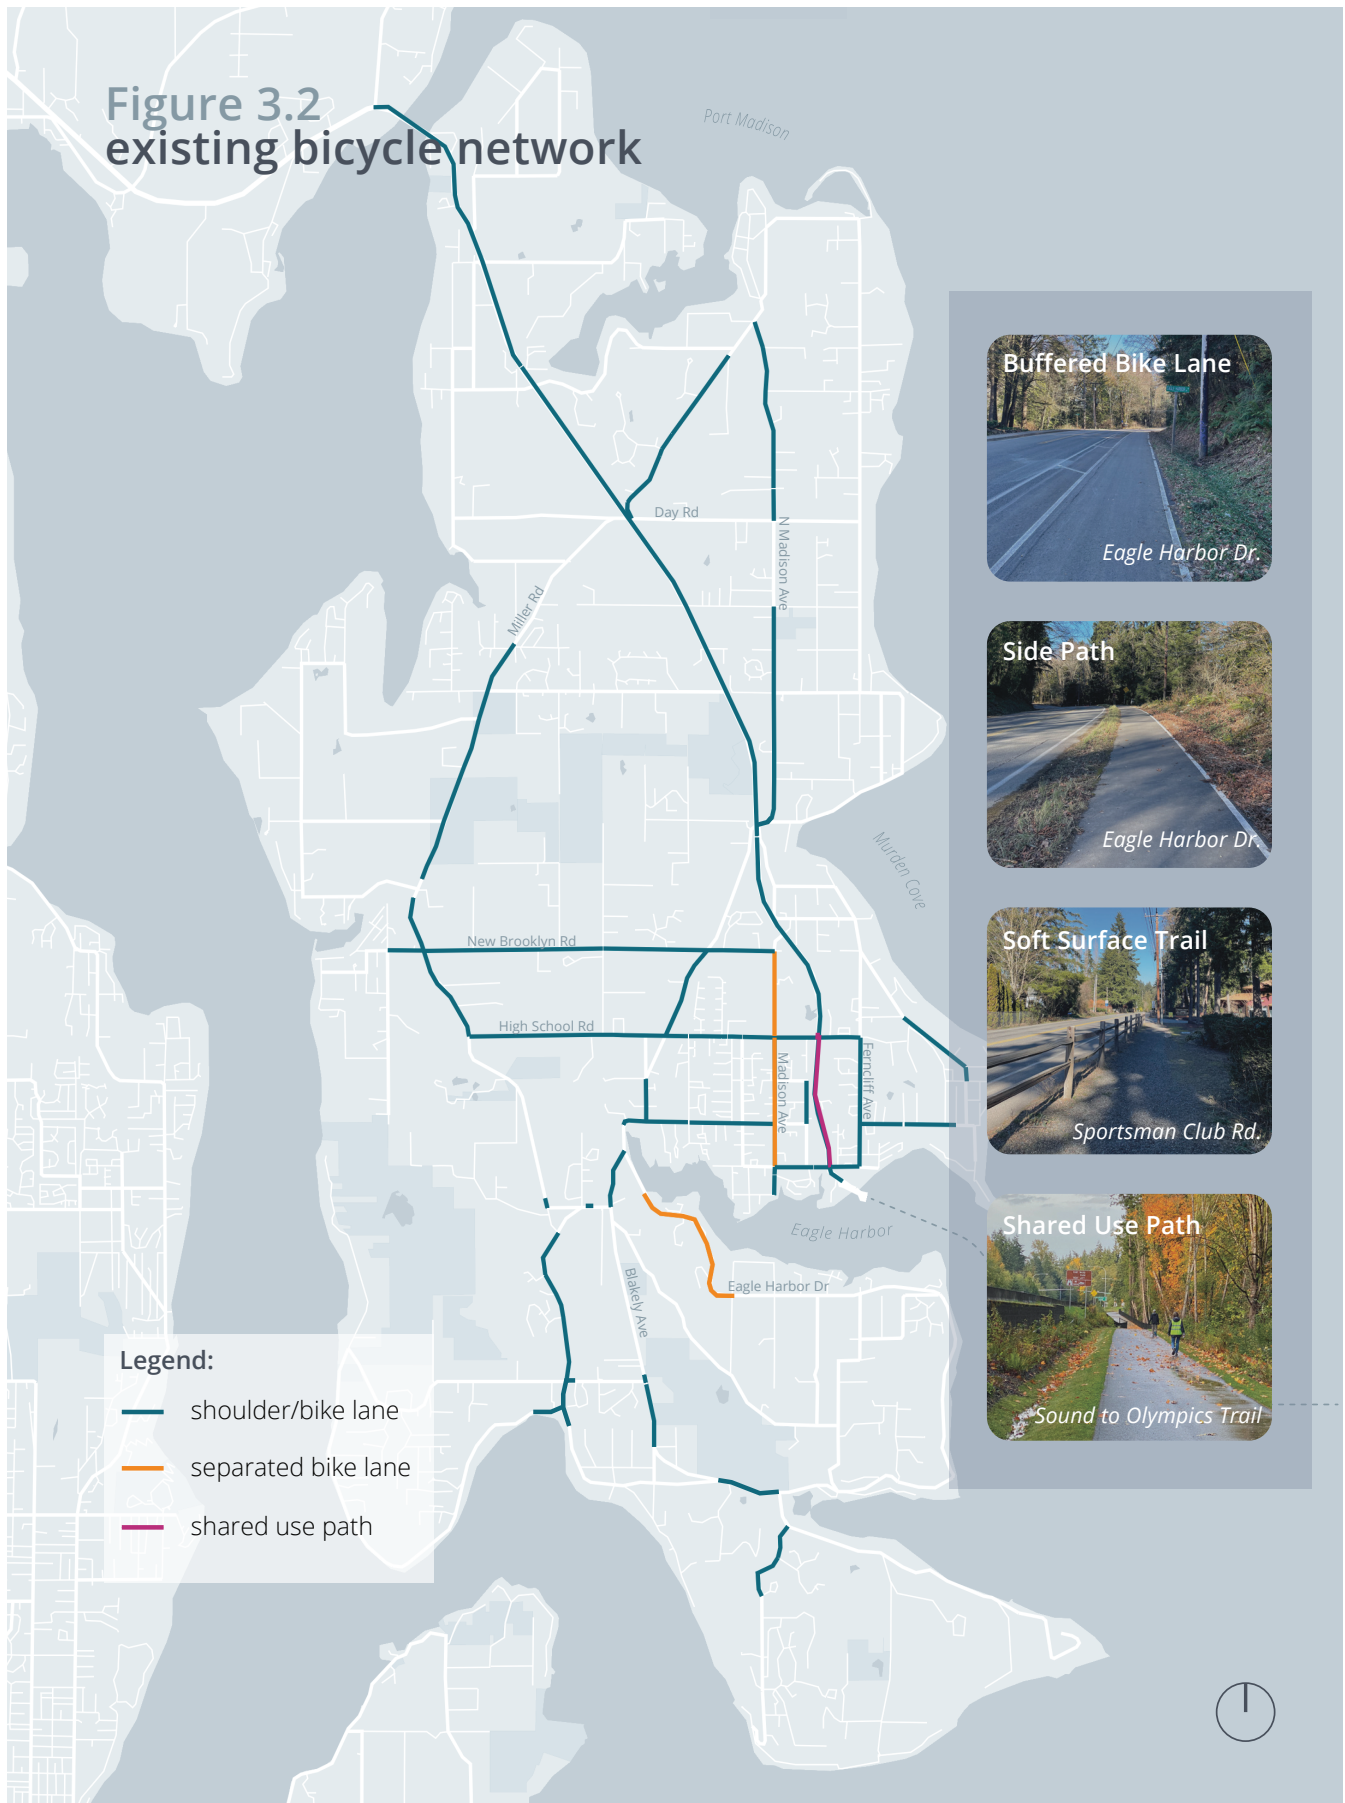 Figure 3.2
existing bicycle network
Port Madison
Day Rd
N Madison Ave
Miller Rd
Murden Cove
New Brooklyn Rd
High School Rd
Madison Ave
Ferncliff Ave
Eagle Harbor
Eagle Harbor Dr
Blakely Ave
Buffered Bike Lane
Eagle Harbor Dr.
Side Path
Eagle Harbor Dr.
Soft Surface Trail
Sportsman Club Rd.
Shared Use Path
Sound to Olympics Trail
Legend:
shoulder/bike lane
separated bike lane
shared use path